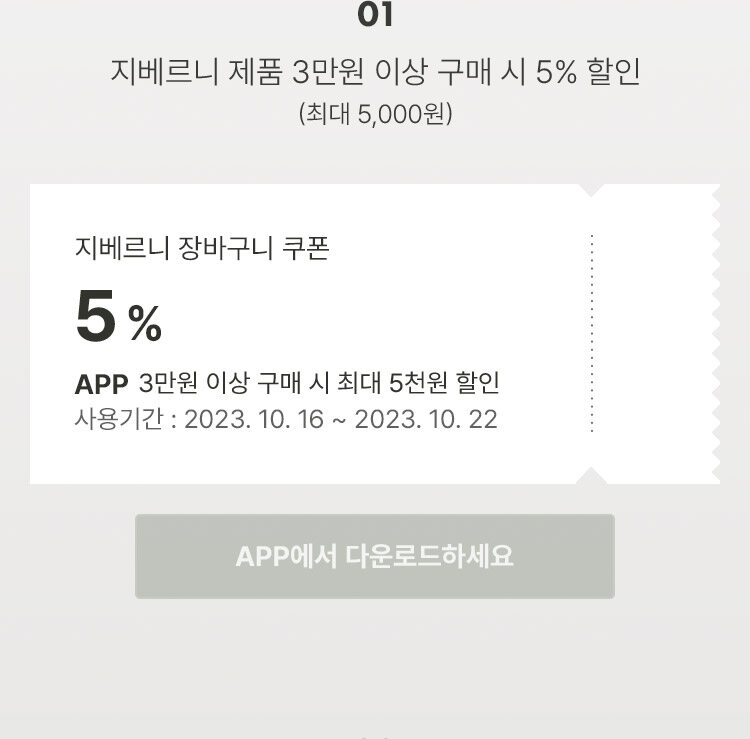 01
지베르니 제품 3만원 이상 구매 시 5% 할인
(최대 5,000원)
지베르니 장바구니 쿠폰
5 %
APP 3만원 이상 구매 시 최대 5천원 할인
사용기간 : 2023. 10. 16 ~ 2023. 10. 22
APP에서 다운로드하세요